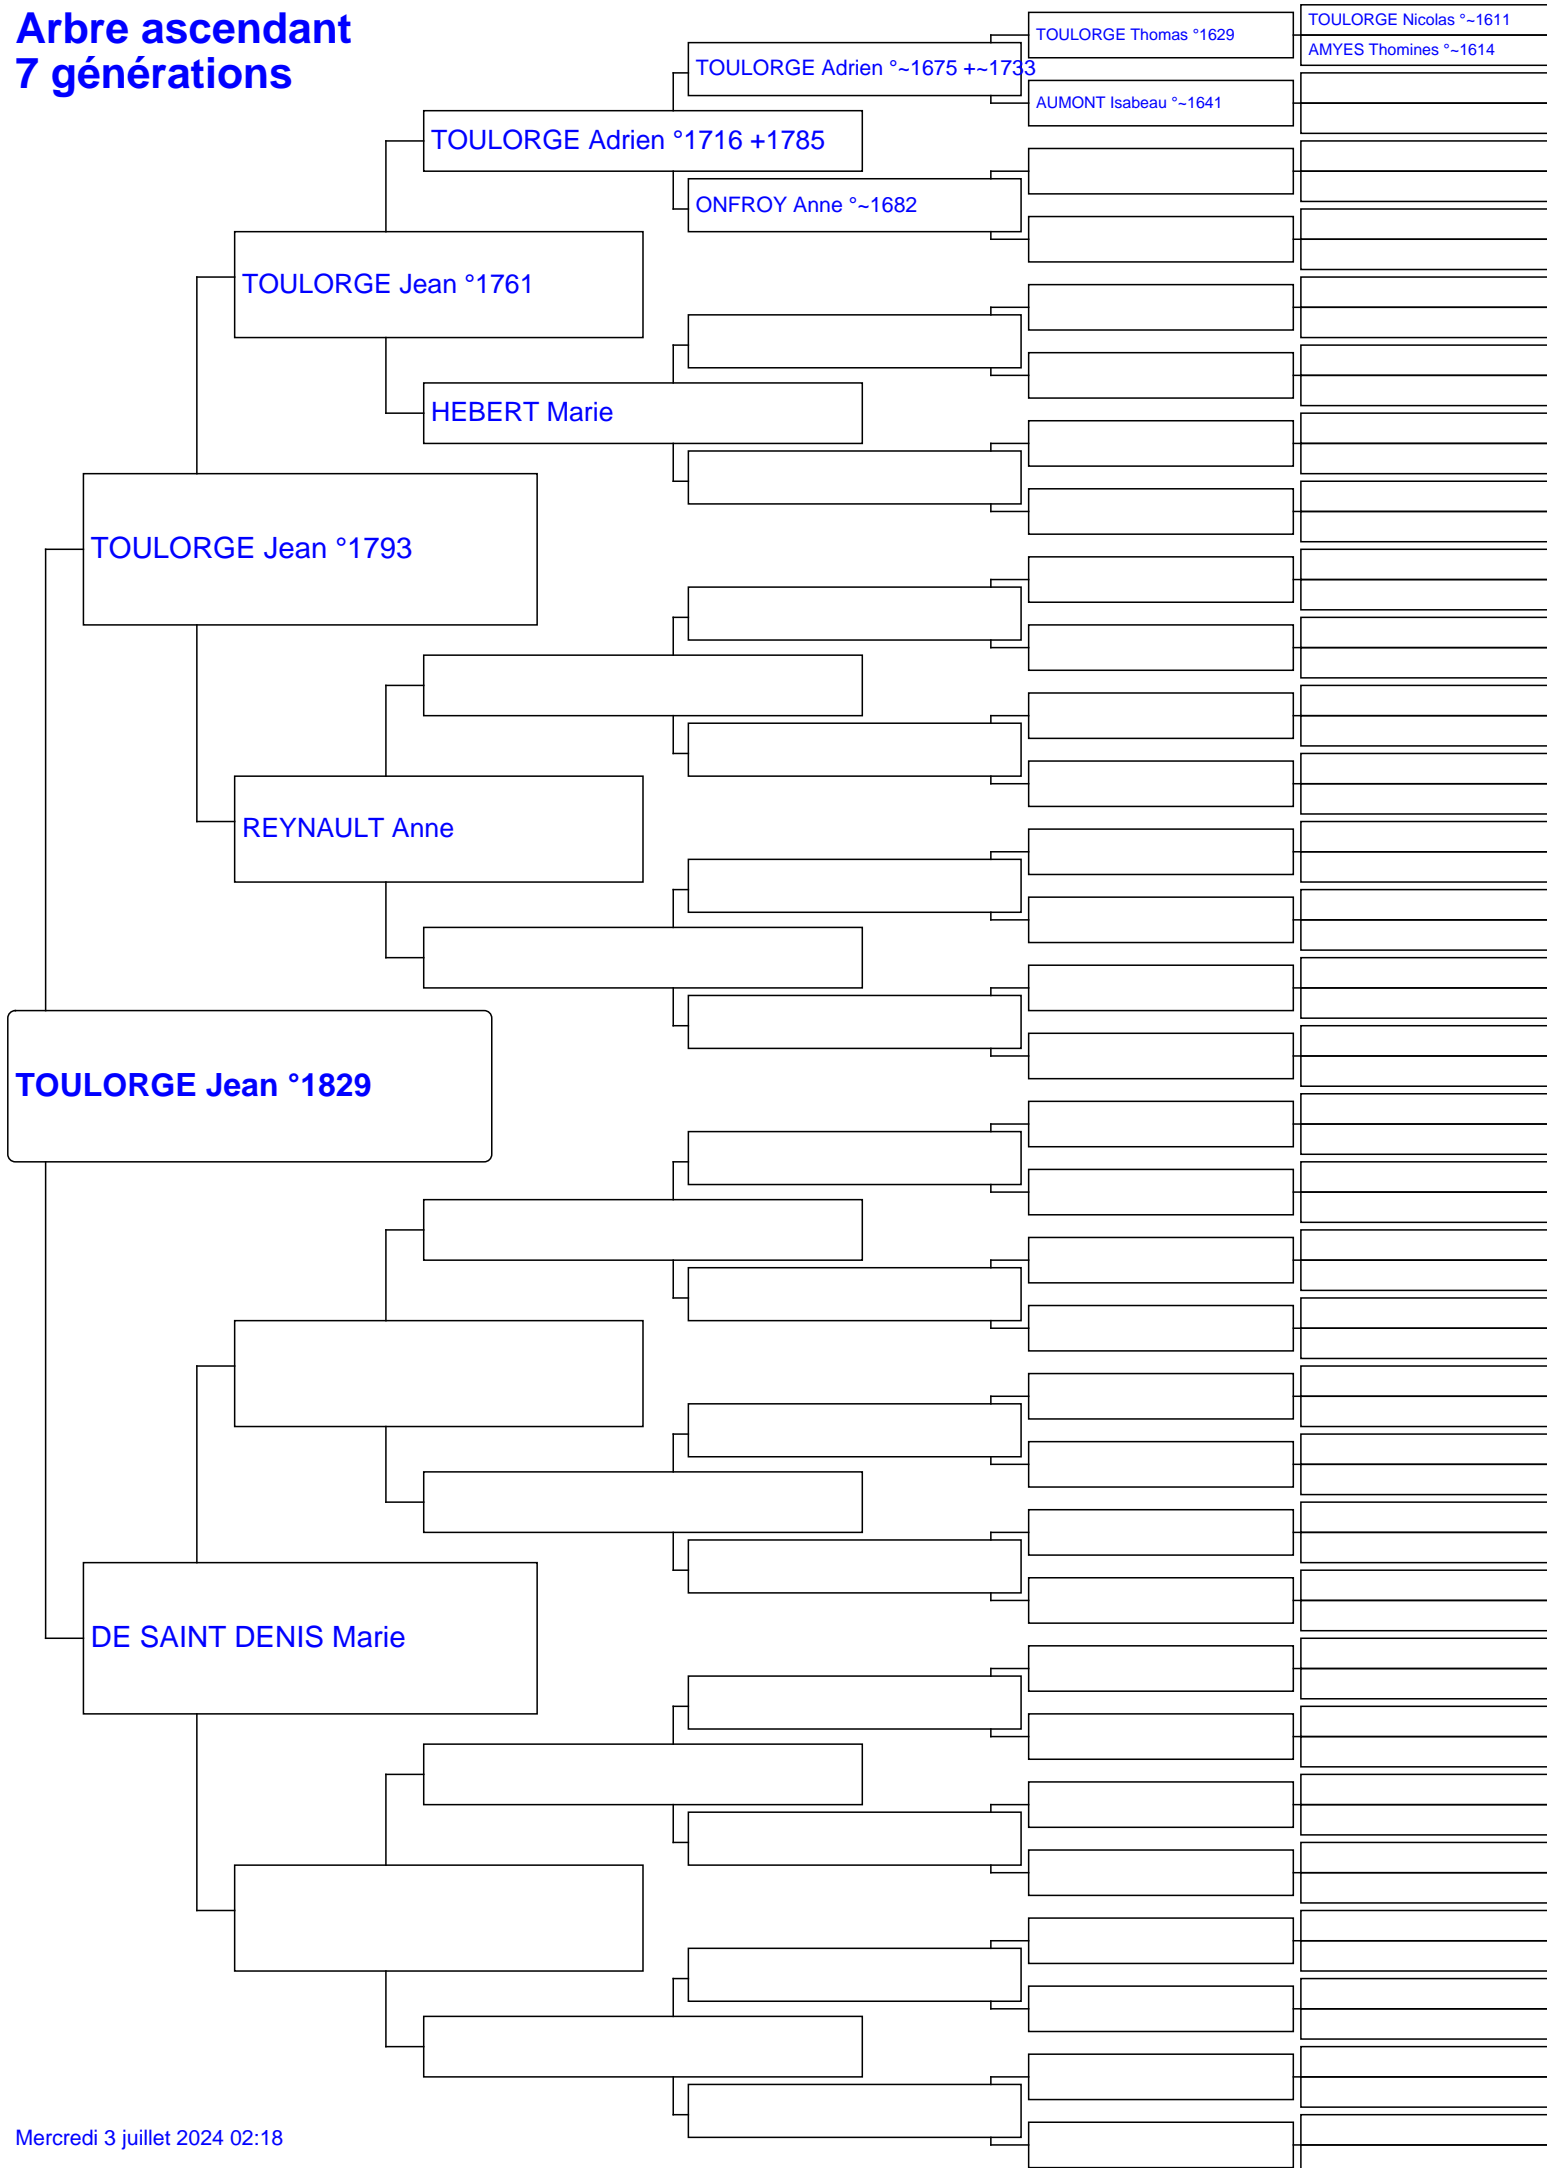 Arbre ascendant
7 générations
TOULORGE Nicolas °~1611
TOULORGE Thomas °1629
AMYES Thomines °~1614
TOULORGE Adrien °~1675 +~1733
AUMONT Isabeau °~1641
TOULORGE Adrien °1716 +1785
ONFROY Anne °~1682
TOULORGE Jean °1761
HEBERT Marie
TOULORGE Jean °1793
REYNAULT Anne
TOULORGE Jean °1829
DE SAINT DENIS Marie
Mercredi 3 juillet 2024 02:18